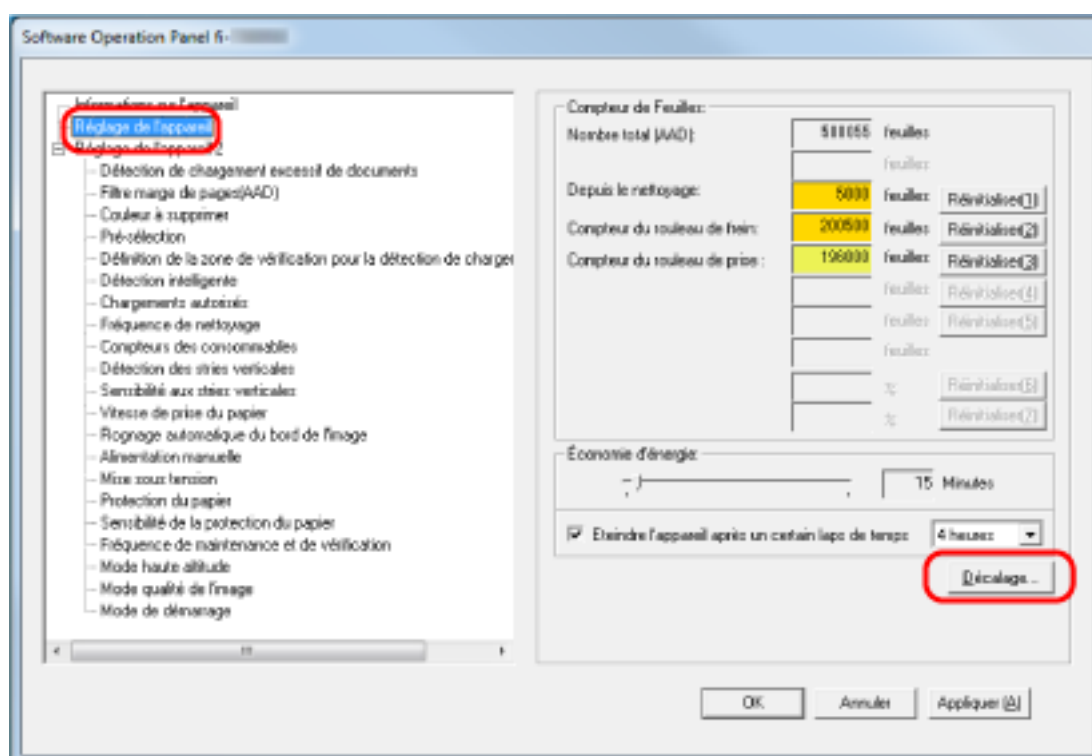 Software Operation Panel fi-
Informations sur l'appareil
Réglage de l'appareil
Réglage de l'appareil 2
Détection de chargement excessif de documents
Filtre marge de pages(AAD)
Couleur à supprimer
Pré-sélection
Définition de la zone de vérification pour la détection de charge
Détection intelligente
Chargements autorisés
Fréquence de nettoyage
Compteurs des consommables
Détection des stries verticales
Sensibilité aux stries verticales
Vitesse de prise du papier
Rognage automatique du bord de l'image
Alimentation manuelle
Mise sous tension
Protection du papier
Sensibilité de la protection du papier
Fréquence de maintenance et de vérification
Mode haute altitude
Mode qualité de l'image
Mode de démarrage
Compteur de Feuilles:
Nombre total (AAD): 500055 feuilles
feuilles
Depuis le nettoyage: 5000 feuilles Réinitialiser(1)
Compteur du rouleau de frein: 200500 feuilles Réinitialiser(2)
Compteur du rouleau de prise : 196000 feuilles Réinitialiser(3)
feuilles Réinitialiser(4)
feuilles Réinitialiser(5)
feuilles
% Réinitialiser(6)
% Réinitialiser(7)
Économie d'énergie:
15 Minutes
Eteindre l'appareil après un certain laps de temps 4 heures
Décalage...
OK Annuler Appliquer (A)